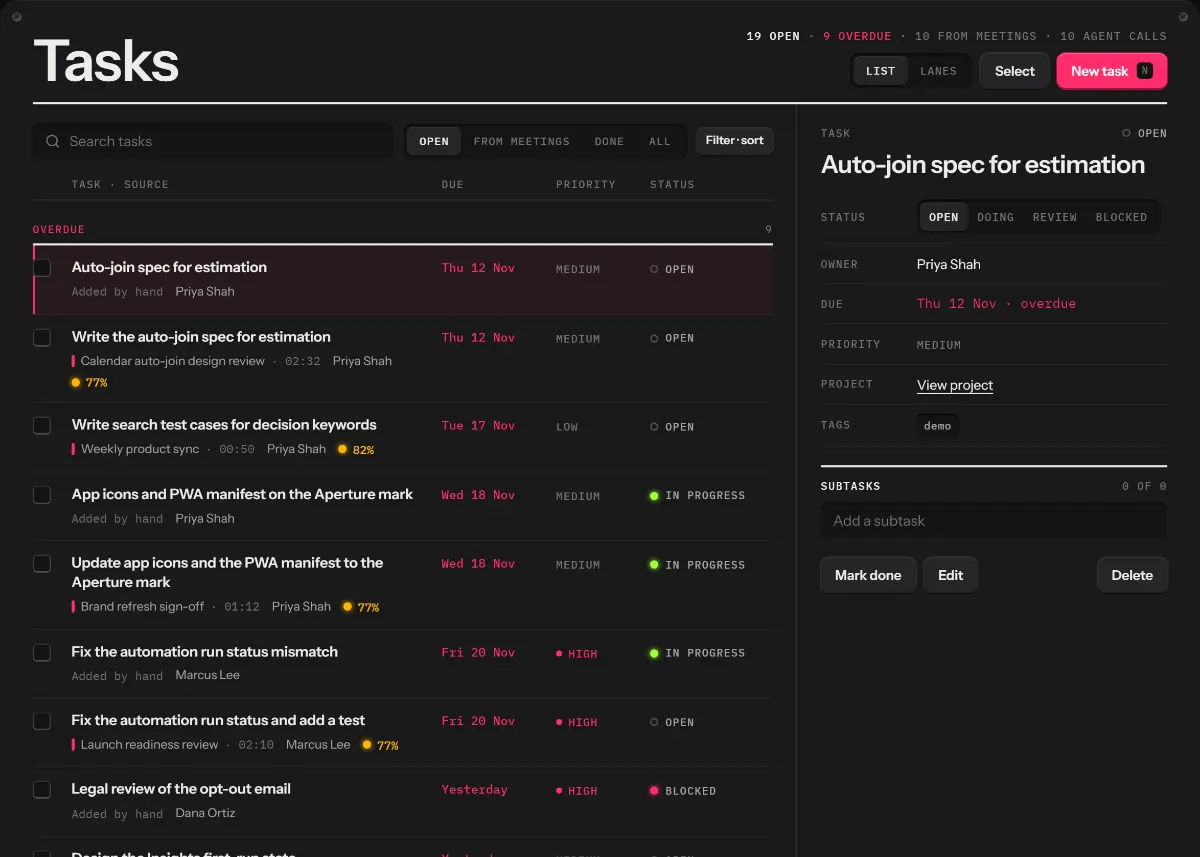 Tasks
19 OPEN · 9 OVERDUE · 10 FROM MEETINGS · 10 AGENT CALLS
LIST LANES Select New task N
Search tasks
OPEN FROM MEETINGS DONE ALL Filter·sort
TASK · SOURCE DUE PRIORITY STATUS
OVERDUE 9
Auto-join spec for estimation Thu 12 Nov MEDIUM OPEN
Added by hand Priya Shah
Write the auto-join spec for estimation Thu 12 Nov MEDIUM OPEN
Calendar auto-join design review · 02:32 Priya Shah
77%
Write search test cases for decision keywords Tue 17 Nov LOW OPEN
Weekly product sync · 00:50 Priya Shah 82%
App icons and PWA manifest on the Aperture mark Wed 18 Nov MEDIUM IN PROGRESS
Added by hand Priya Shah
Update app icons and the PWA manifest to the Wed 18 Nov MEDIUM IN PROGRESS
Aperture mark
Brand refresh sign-off · 01:12 Priya Shah 77%
Fix the automation run status mismatch Fri 20 Nov HIGH IN PROGRESS
Added by hand Marcus Lee
Fix the automation run status and add a test Fri 20 Nov HIGH OPEN
Launch readiness review · 02:10 Marcus Lee 77%
Legal review of the opt-out email Yesterday HIGH BLOCKED
Added by hand Dana Ortiz
TASK OPEN
Auto-join spec for estimation
STATUS OPEN DOING REVIEW BLOCKED
OWNER Priya Shah
DUE Thu 12 Nov · overdue
PRIORITY MEDIUM
PROJECT View project
TAGS demo
SUBTASKS 0 OF 0
Add a subtask
Mark done Edit Delete